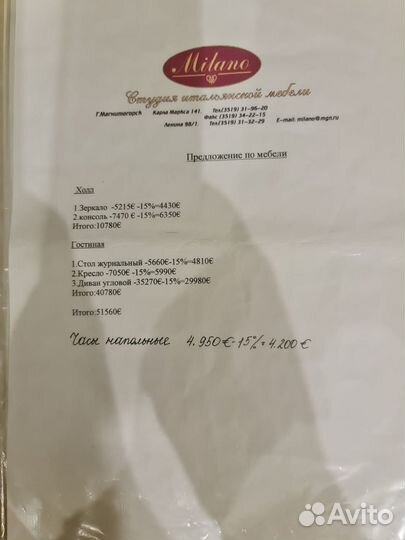 Milano
Студия итальянской мебели
Г.Магнитогорск Карла Маркса 141, Тел(3519) 31-96-20
Факс (3519) 34-22-15
Ленина 98/1, Тел(3519) 31-32-29 E-mail: milano@mgn.ru
Предложение по мебели
Холл
1.Зеркало -5215€ -15%=4430€
2.консоль -7470 € -15%=6350€
Итого:10780€
Гостиная
1.Стол журнальный -5660€-15%=4810€
2.Кресло -7050€-15%=5990€
3.Диван угловой -35270€-15%=29980€
Итого:40780€
Итого:51560€
Часы напольные 4.950€-15%=4.200€
Avito